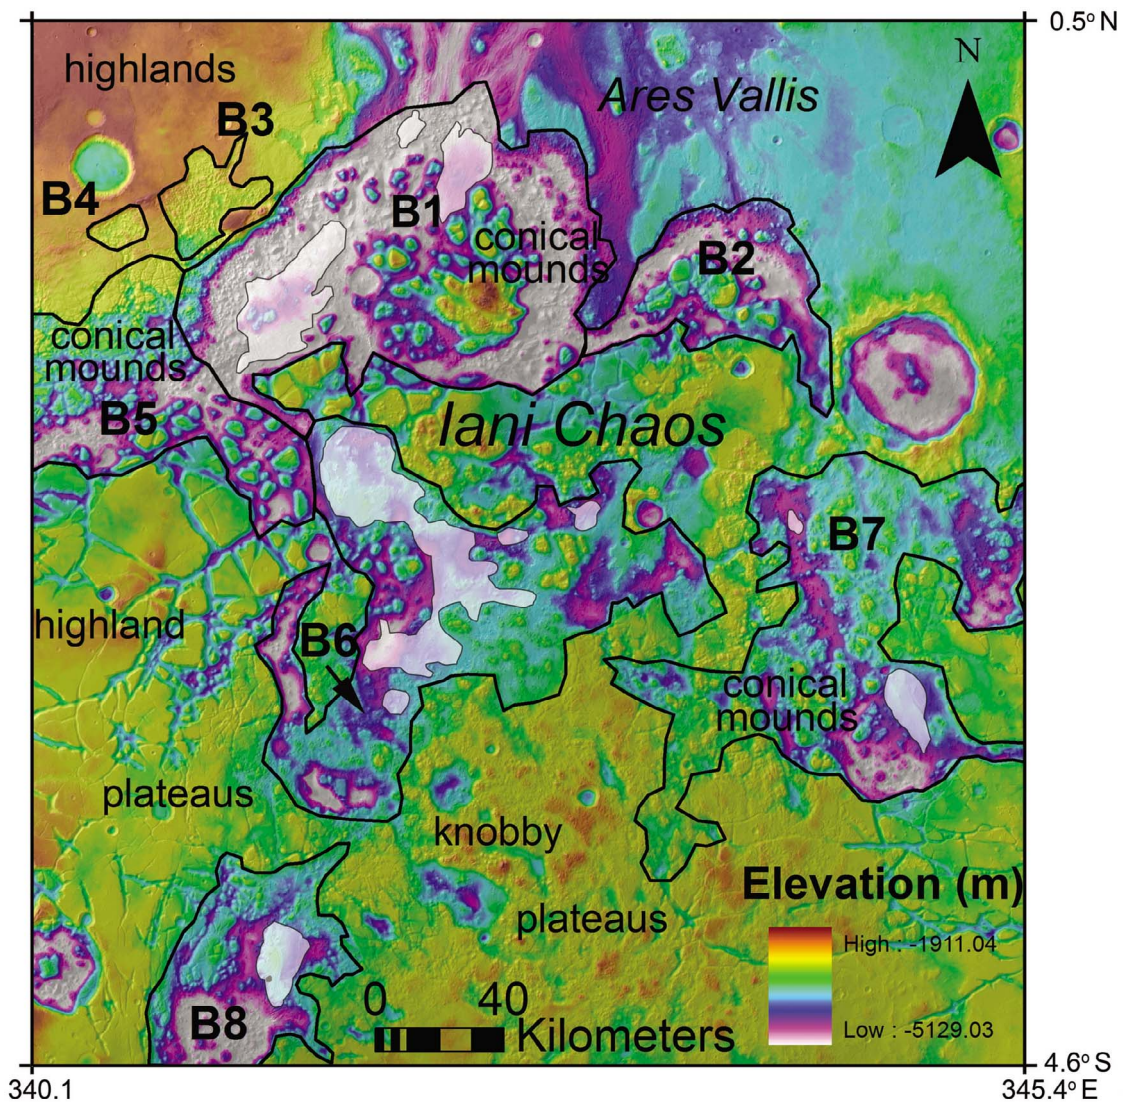 0.5° N
highlands
N
Ares Vallis
B3
B4
B1
conical
mounds
B2
conical
mounds
B5
Iani Chaos
B7
highland
B6
conical
mounds
plateaus
knobby
plateaus
Elevation (m)
High : -1911.04
Low : -5129.03
0 40
Kilometers
B8
4.6° S
340.1
345.4° E